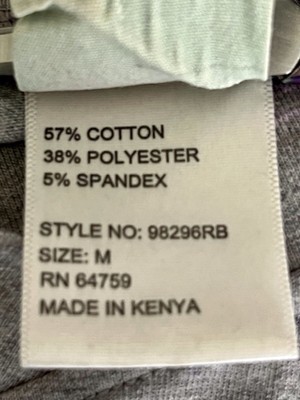 57% COTTON
38% POLYESTER
5% SPANDEX
STYLE NO: 98296RB
SIZE: M
RN 64759
MADE IN KENYA